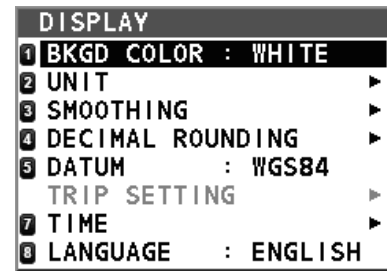 DISPLAY
1 BKGD COLOR : WHITE
2 UNIT ►
3 SMOOTHING ►
4 DECIMAL ROUNDING ►
5 DATUM : WGS84
TRIP SETTING ►
7 TIME ►
8 LANGUAGE : ENGLISH